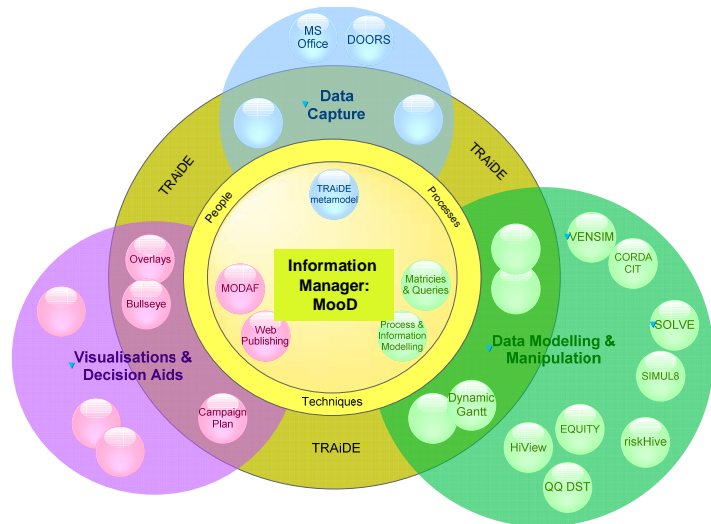 MS
Office
DOORS
Data
Capture
TRAiDE
TRAiDE
People
Processes
TRAiDE
metamodel
VENSIM
CORDA
CIT
Overlays
Information
Manager:
MooD
MODAF
Matricies
& Queries
Bullseye
Web
Publishing
Process &
Information
Modelling
SOLVE
Visualisations &
Decision Aids
Data Modelling &
Manipulation
SIMUL8
Techniques
Dynamic
Gantt
Campaign
Plan
EQUITY
HiView
riskHive
TRAiDE
QQ DST